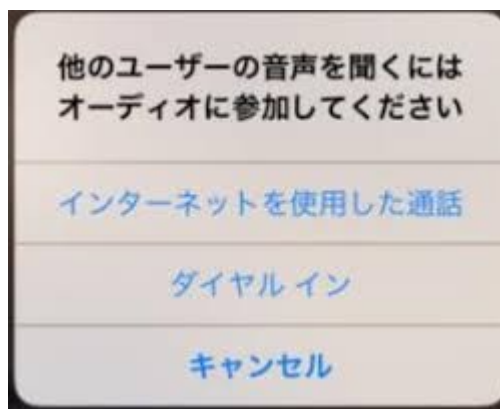 他のユーザーの音声を聞くには
オーディオに参加してください
インターネットを使用した通話
ダイヤル イン
キャンセル